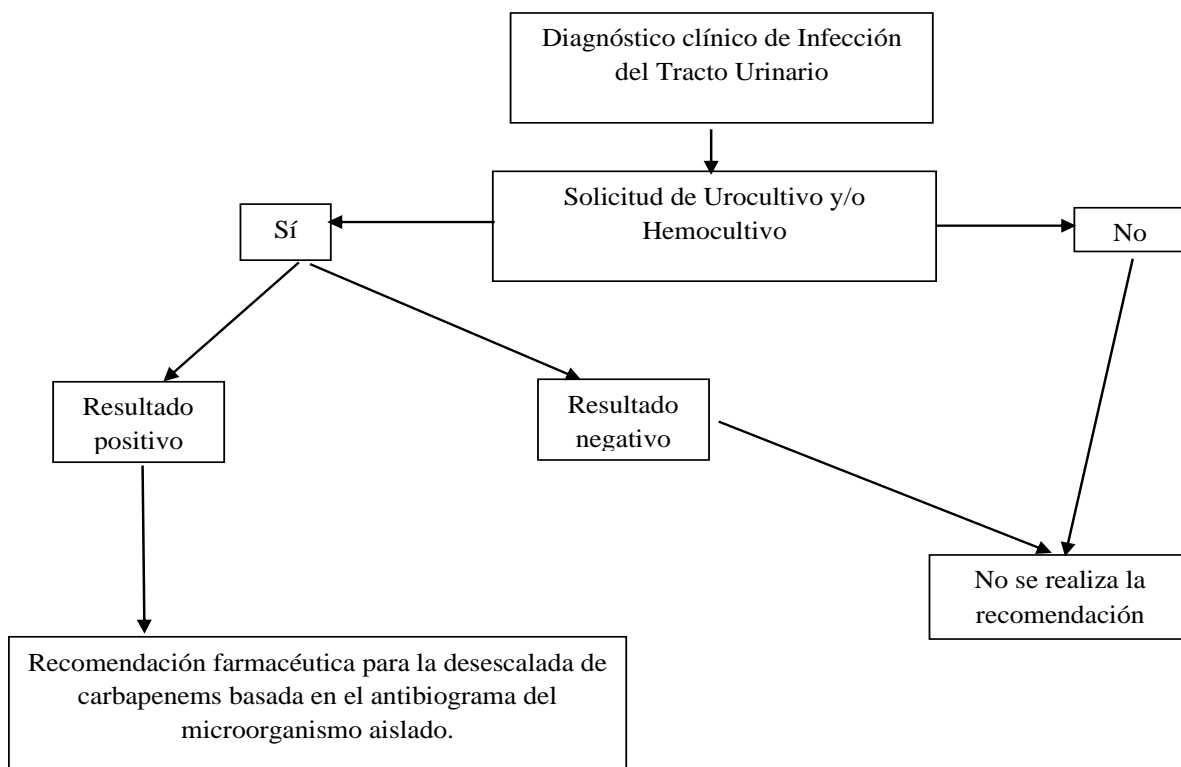 Diagnóstico clínico de Infección
del Tracto Urinario
Solicitud de Urocultivo y/o
Hemocultivo
Sí
No
Resultado
positivo
Resultado
negativo
No se realiza la
recomendación
Recomendación farmacéutica para la desescalada de
carbapenems basada en el antibiograma del
microorganismo aislado.